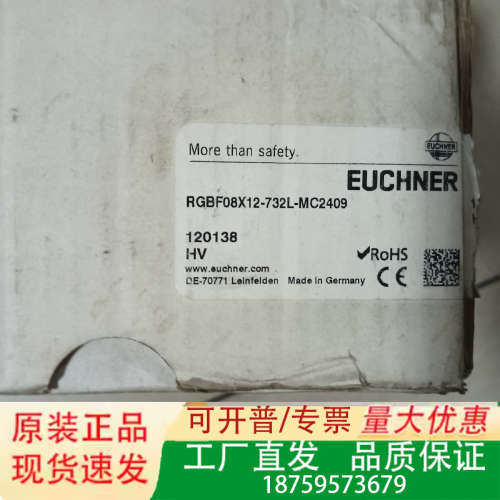 EUCHNER
More than safety.
EUCHNER
RGBF08X12-732L-MC2409
120138
HV
www.euchner.com
DE-70771 Leinfelden Made in Germany
✓RoHS
CE
原装正品
现货速发
可开普/专票 量大优惠
工厂直发 品质保证
18759573679